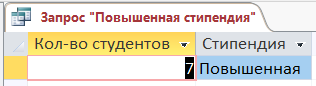 Запрос "Повышенная стипендия"
Кол-во студентов Стипендия
7 Повышенная